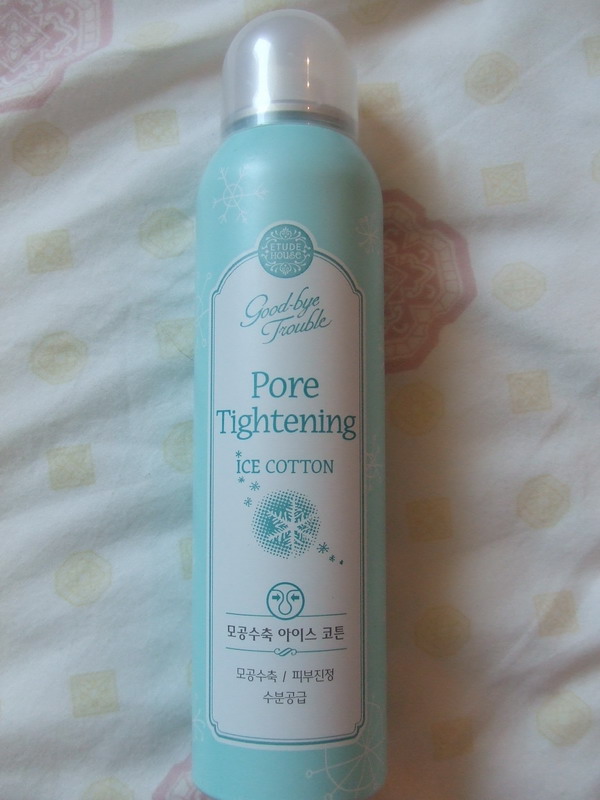 ETUDE
HOUSE
Good-bye
Trouble
Pore
Tightening
ICE COTTON
모공수축 아이스 코튼
모공수축 / 피부진정
수분공급